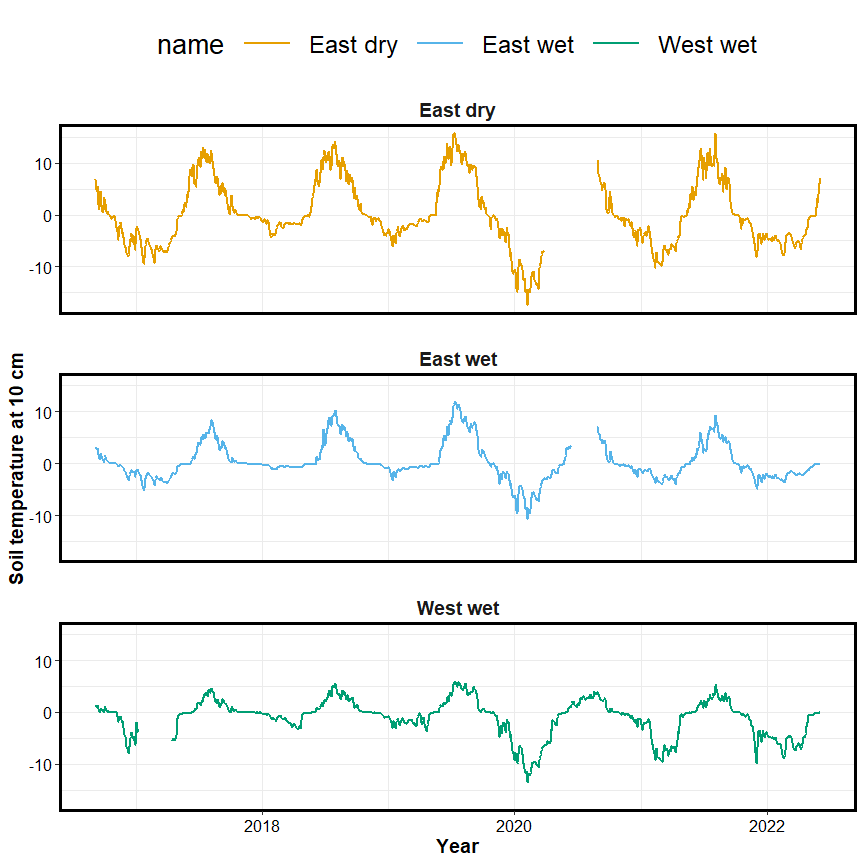 name East dry East wet West wet
East dry
10
0
-10
East wet
10
0
-10
West wet
10
0
-10
Soil temperature at 10 cm
2018 2020 2022
Year